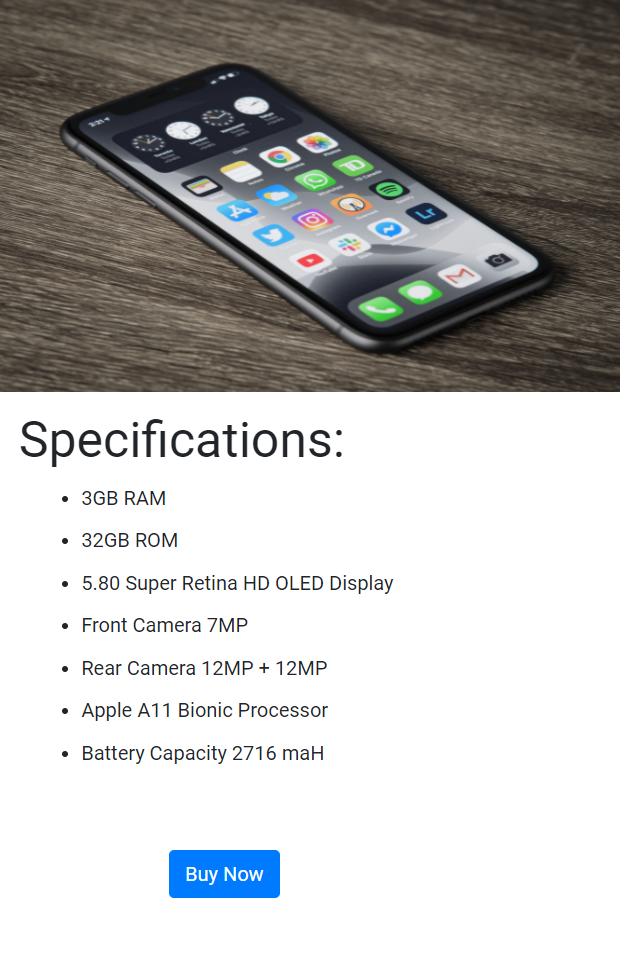 Specifications:
3GB RAM
32GB ROM
5.80 Super Retina HD OLED Display
Front Camera 7MP
Rear Camera 12MP + 12MP
Apple A11 Bionic Processor
Battery Capacity 2716 maH
Buy Now